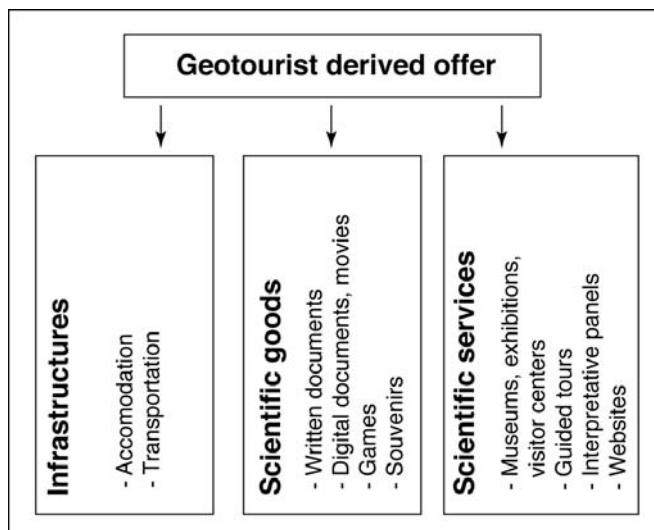 Geotourist derived offer
Infrastructures
- Accomodation
- Transportation
Scientific goods
- Written documents
- Digital documents, movies
- Games
- Souvenirs
Scientific services
- Museums, exhibitions,
visitor centers
- Guided tours
- Interpretative panels
- Websites